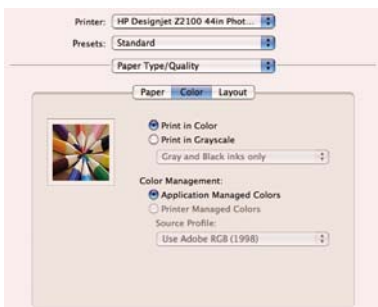 Printer: HP Designjet Z2100 44in Phot...
Presets: Standard
Paper Type/Quality
Paper Color Layout
Print in Color
Print in Grayscale
Gray and Black inks only
Color Management:
Application Managed Colors
Printer Managed Colors
Source Profile:
Use Adobe RGB (1998)